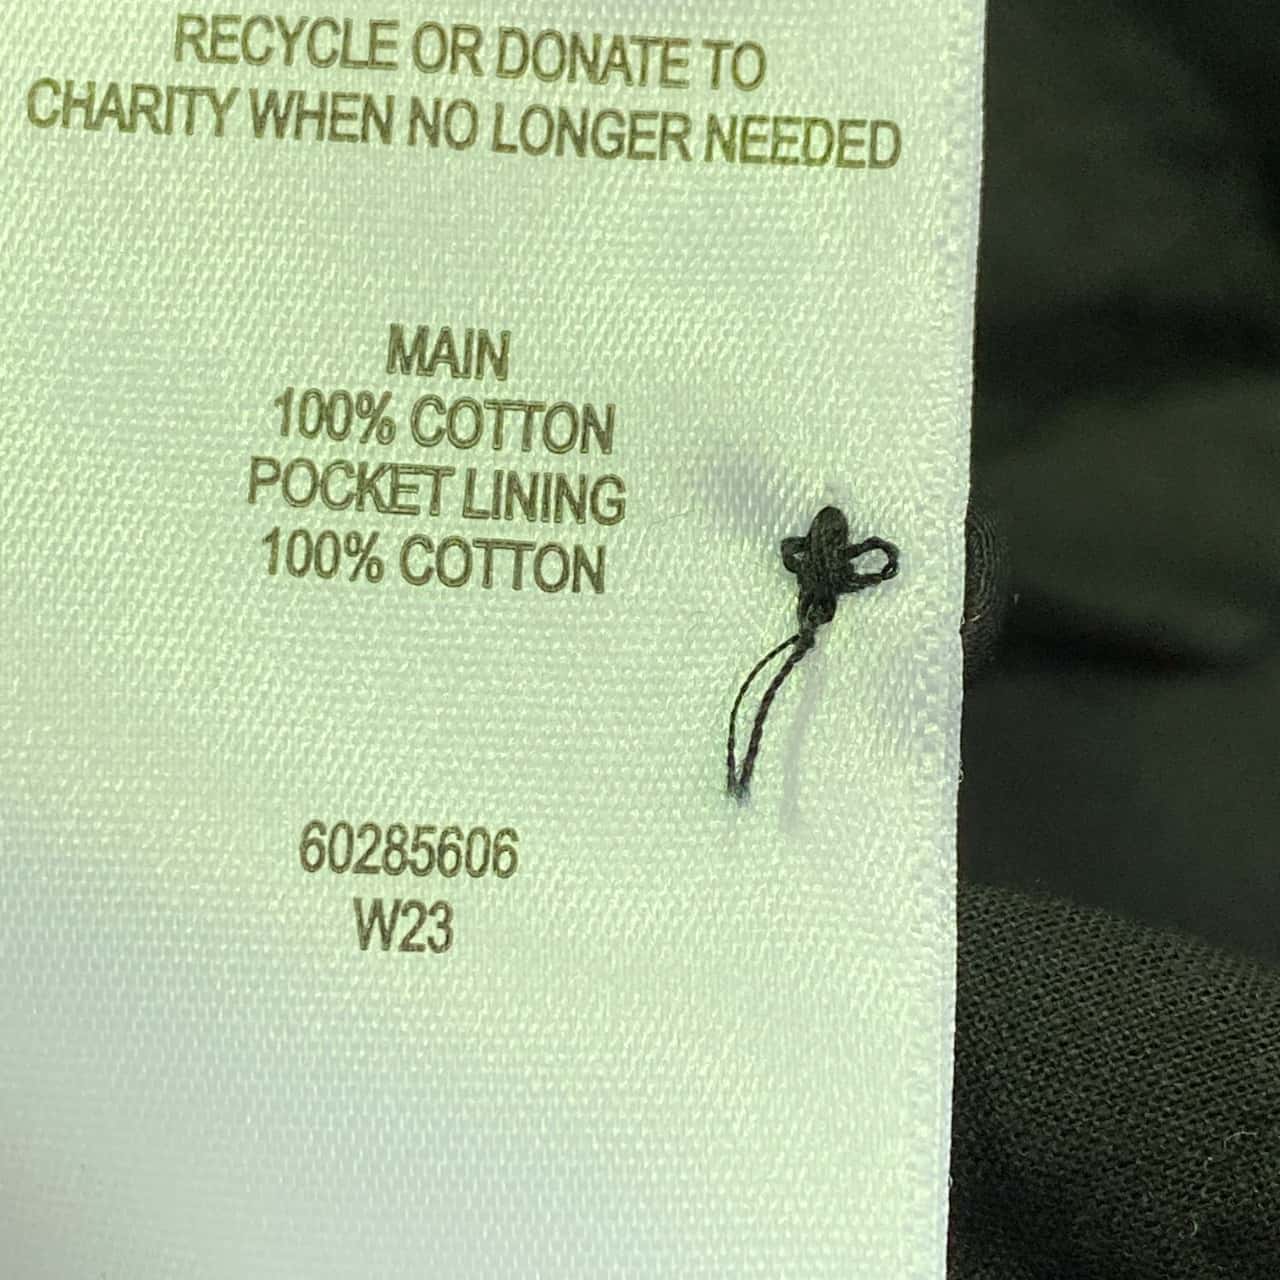 RECYCLE OR DONATE TO
CHARITY WHEN NO LONGER NEEDED
MAIN
100% COTTON
POCKET LINING
100% COTTON
60285606
W23